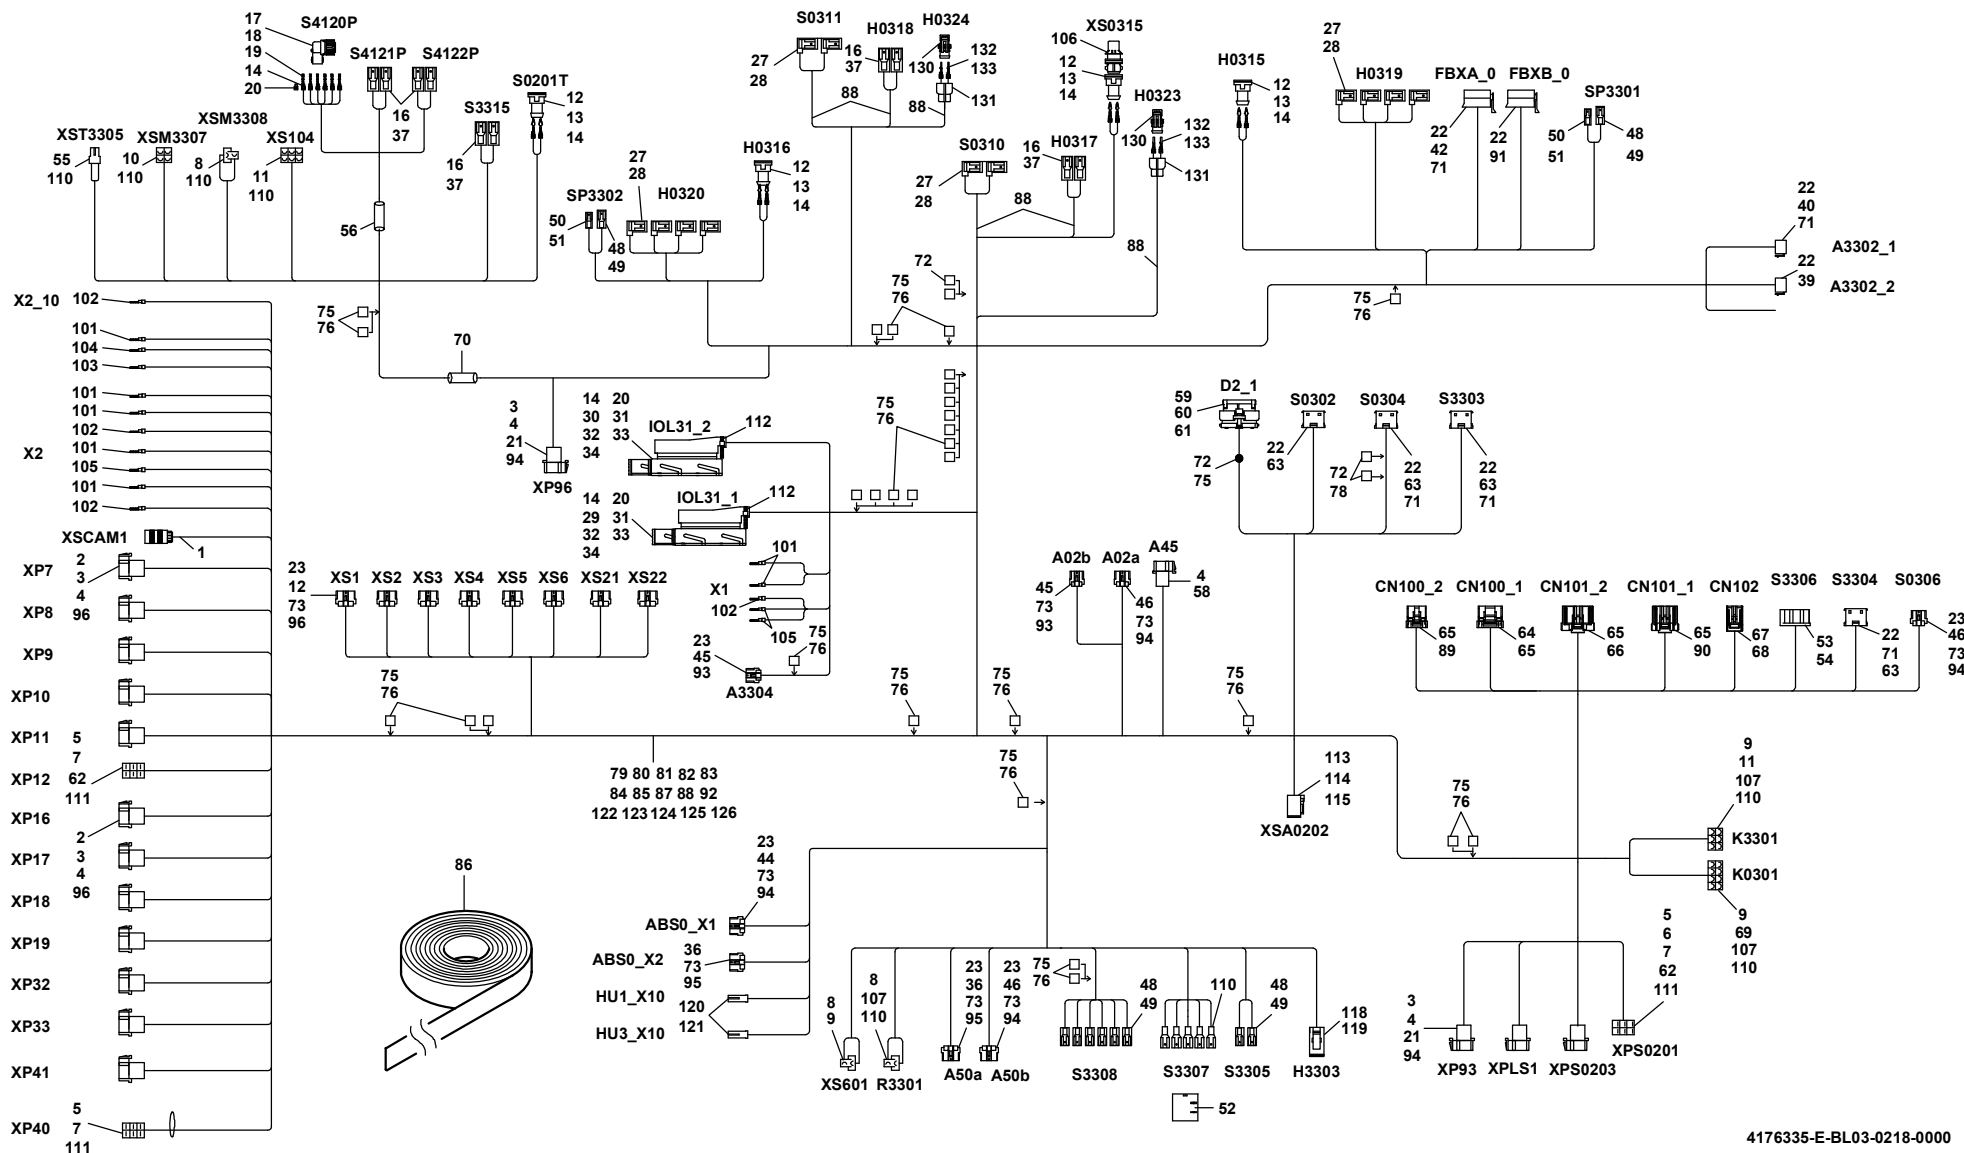 17 S4120P
18
19
14
20
S4121P S4122P
16
37
S0201T
12
13
14
S3315
16
37
XST3305
55
110
XSM3307
10
110
XSM3308
8
110
XS104
11
110
56
SP3302
50
51
48
49
27
28
H0320
H0316
12
13
14
S0311
27
28
88
H0318
16
37
H0324
130
132
133
131
88
XS0315
106
12
13
14
H0323
130
132
133
131
S0310
27
28
16
37
H0317
88
88
H0315
12
13
14
27
28
H0319
FBXA_0
22
42
71
FBXB_0
22
91
SP3301
50
51
48
49
22
40
71
A3302_1
22
39
A3302_2
75
76
72
75
76
75
76
70
3
4
21
94
XP96
X2_10 102
101
104
103
101
101
102
X2
101
105
101
102
XSCAM1
1
XP7
2
3
4
96
XP8
XP9
XP10
XP11
XP12
5
7
62
111
XP16
2
3
4
96
XP17
XP18
XP19
XP32
XP33
XP41
XP40
5
7
111
14 20
30 31
32 33
34
IOL31_2
112
14 20
29 31
32 33
34
IOL31_1
112
75
76
101
X1
102
105
75
76
23
45
93
A3304
23
12
73
96
XS1 XS2 XS3 XS4 XS5 XS6 XS21 XS22
75
76
75
76
75
76
75
76
79 80 81 82 83
84 85 87 88 92
122 123 124 125 126
D2_1
59
60
61
72
75
S0302
22
63
S0304
72
78
22
63
71
S3303
22
63
71
A02b
45
73
93
A02a
46
73
94
A45
4
58
CN100_2
65
89
CN100_1
64
65
CN101_2
65
66
CN101_1
65
90
CN102
67
68
S3306
53
54
S3304
22
71
63
S0306
23
46
73
94
113
114
115
XSA0202
75
76
75
76
9
11
107
110
K3301
K0301
9
69
107
110
86
23
44
73
94
ABS0_X1
ABS0_X2
36
73
95
HU1_X10
120
121
HU3_X10
8
9
XS601
8
107
110
R3301
23
36
73
95
A50a
23
46
73
94
A50b
75
76
48
49
S3308
110
S3307
52
48
49
S3305
118
119
H3303
3
4
21
94
XP93
XPLS1
XPS0203
5
6
7
62
111
XPS0201
4176335-E-BL03-0218-0000